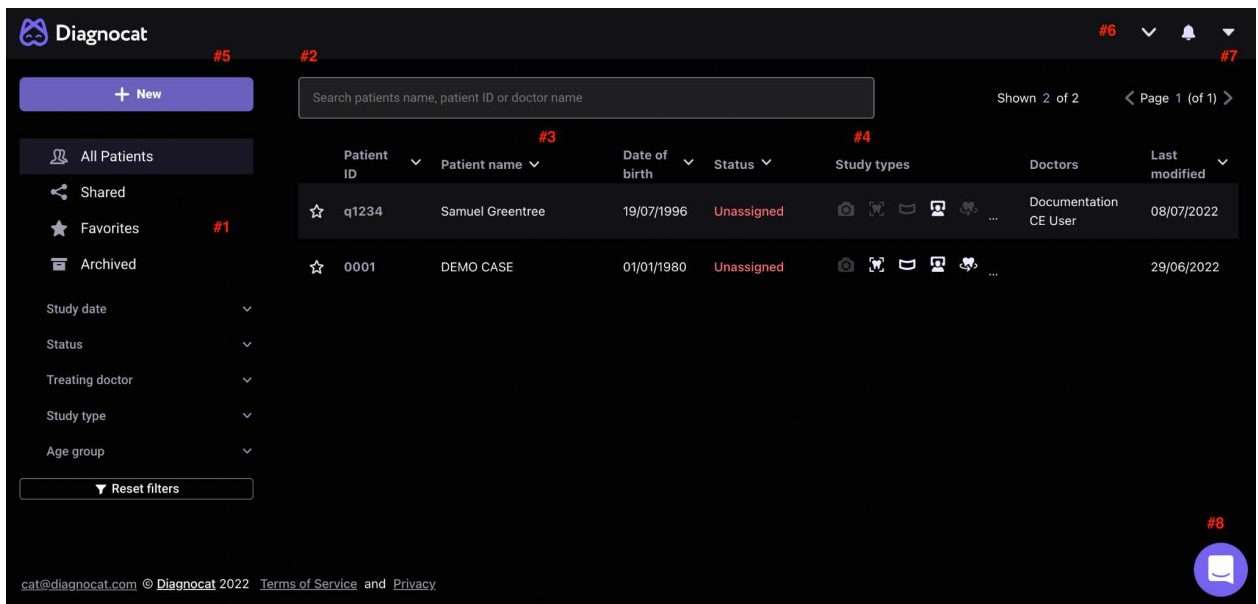 Diagnocat
#6
#5
#2
#7
+ New
Search patients name, patient ID or doctor name
Shown 2 of 2
Page 1 (of 1)
#3
#4
All Patients
Shared
Favorites
#1
Archived
Study date
Status
Treating doctor
Study type
Age group
Reset filters
Patient
ID
Patient name
Date of
birth
Status
Study types
Doctors
Last
modified
q1234
Samuel Greentree
19/07/1996
Unassigned
...
Documentation
CE User
08/07/2022
0001
DEMO CASE
01/01/1980
Unassigned
...
29/06/2022
#8
cat@diagnocat.com © Diagnocat 2022 Terms of Service and Privacy